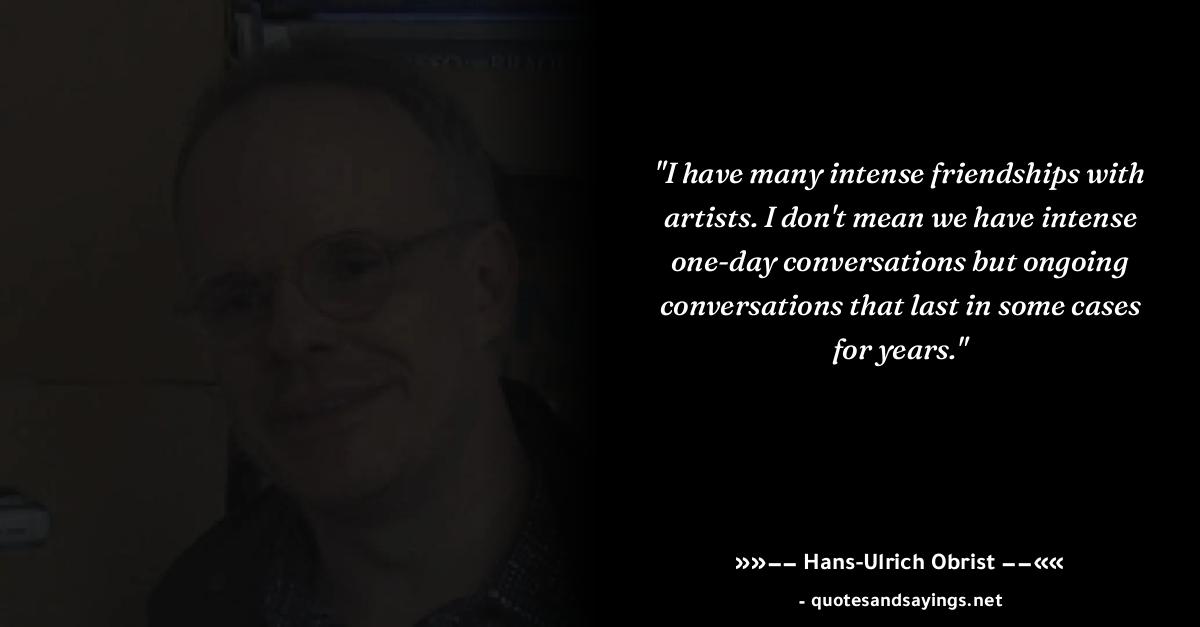 "I have many intense friendships with
artists. I don't mean we have intense
one-day conversations but ongoing
conversations that last in some cases
for years."
»»−− Hans-Ulrich Obrist −−««
- quotesandsayings.net